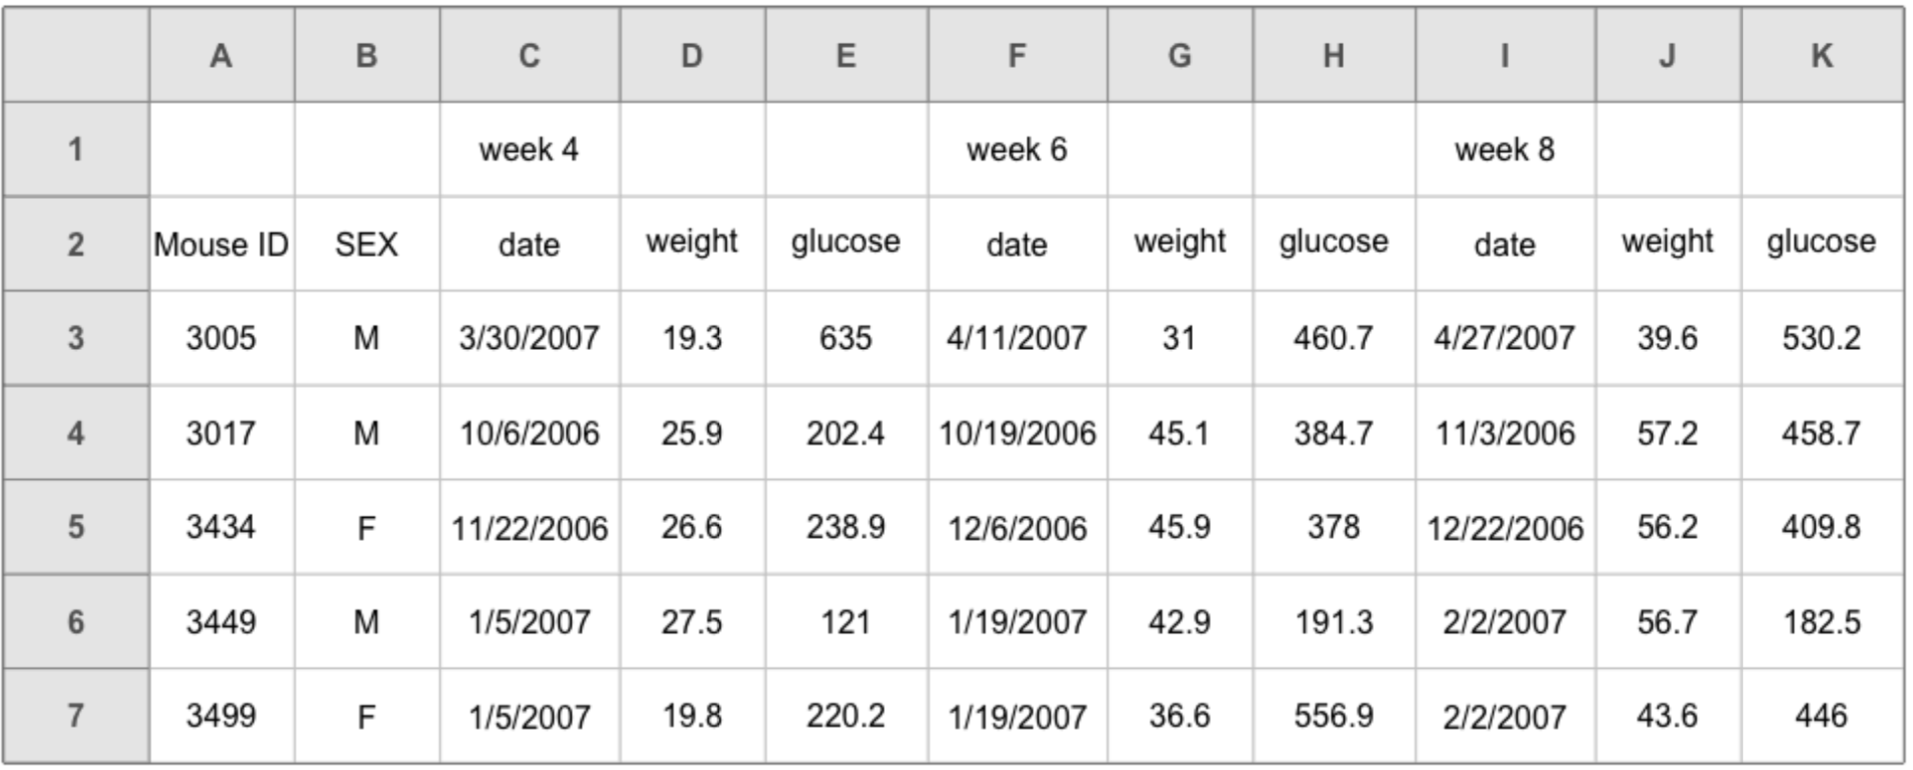 A B C D E F G H I J K
1 week 4 week 6 week 8
2 Mouse ID SEX date weight glucose date weight glucose date weight glucose
3 3005 M 3/30/2007 19.3 635 4/11/2007 31 460.7 4/27/2007 39.6 530.2
4 3017 M 10/6/2006 25.9 202.4 10/19/2006 45.1 384.7 11/3/2006 57.2 458.7
5 3434 F 11/22/2006 26.6 238.9 12/6/2006 45.9 378 12/22/2006 56.2 409.8
6 3449 M 1/5/2007 27.5 121 1/19/2007 42.9 191.3 2/2/2007 56.7 182.5
7 3499 F 1/5/2007 19.8 220.2 1/19/2007 36.6 556.9 2/2/2007 43.6 446